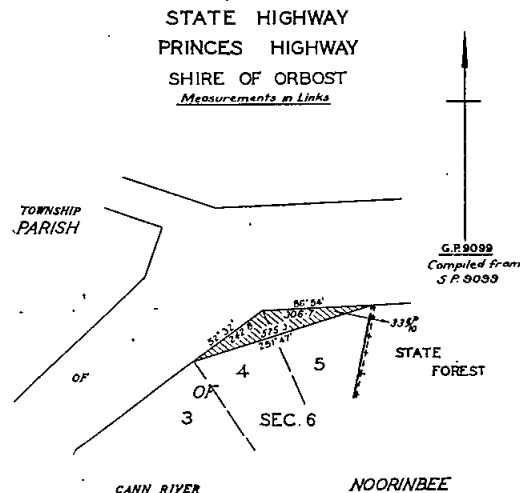 STATE HIGHWAY
PRINCES HIGHWAY
SHIRE OF ORBOST
Measurements in Links
TOWNSHIP
PARISH
G.P. 9099
Compiled from
S.P. 9099
86° 54'
306·7
52° 32'
242·8
575·3
251° 47'
STATE
FOREST
OF
OF
4
5
3
SEC. 6
CANN RIVER
NOORINBEE